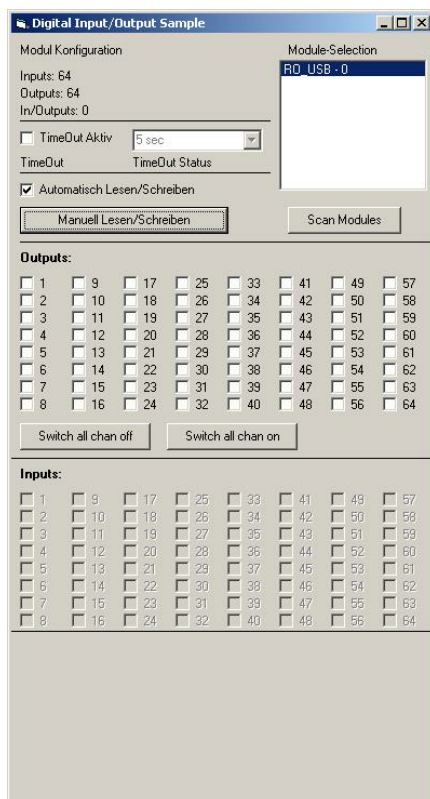 Digital Input/Output Sample
Modul Konfiguration
Module-Selection
Inputs: 64
Outputs: 64
In/Outputs: 0
RO_USB - 0
TimeOut Aktiv
5 sec
TimeOut
TimeOut Status
Automatisch Lesen/Schreiben
Manuell Lesen/Schreiben
Scan Modules
Outputs:
1 9 17 25 33 41 49 57
2 10 18 26 34 42 50 58
3 11 19 27 35 43 51 59
4 12 20 28 36 44 52 60
5 13 21 29 37 45 53 61
6 14 22 30 38 46 54 62
7 15 23 31 39 47 55 63
8 16 24 32 40 48 56 64
Switch all chan off
Switch all chan on
Inputs:
1 9 17 25 33 41 49 57
2 10 18 26 34 42 50 58
3 11 19 27 35 43 51 59
4 12 20 28 36 44 52 60
5 13 21 29 37 45 53 61
6 14 22 30 38 46 54 62
7 15 23 31 39 47 55 63
8 16 24 32 40 48 56 64